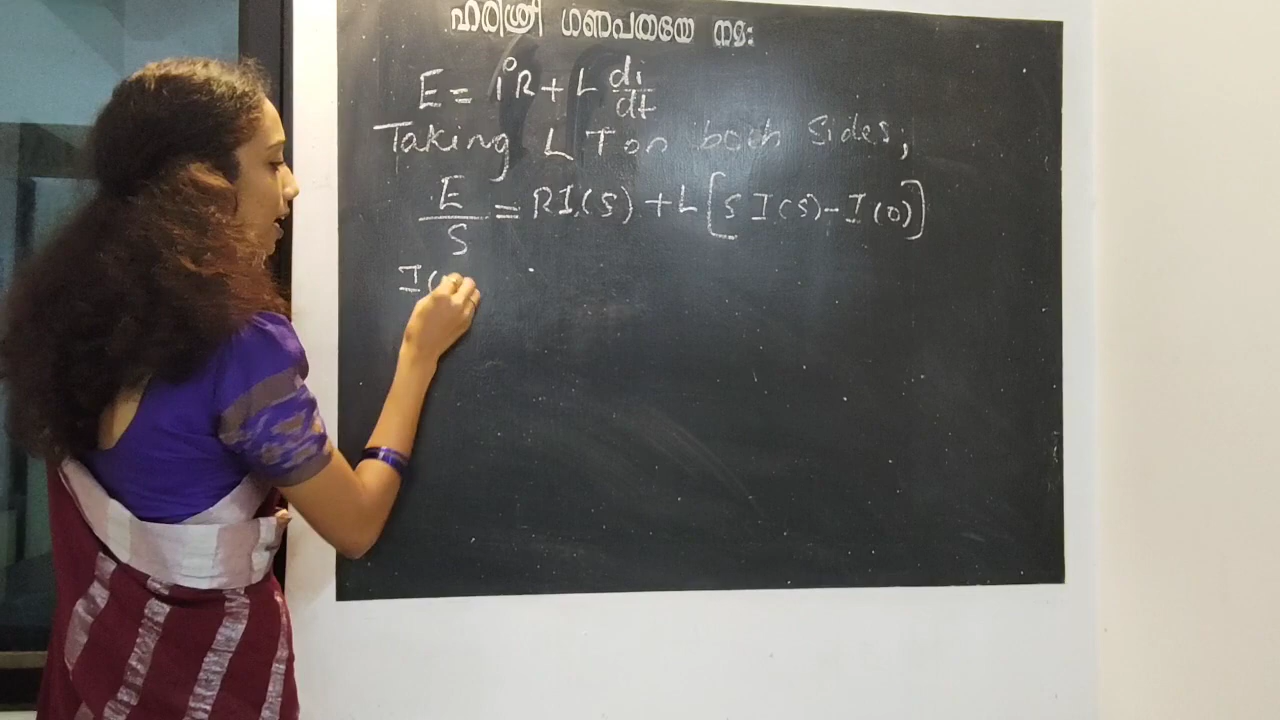 ഹരിശ്രീ ഗണപതയേ നമഃ
E = iR + L di/dt
Taking LT on both sides;
E/S = RI(S) + L[S I(S) - I(0)]
I(